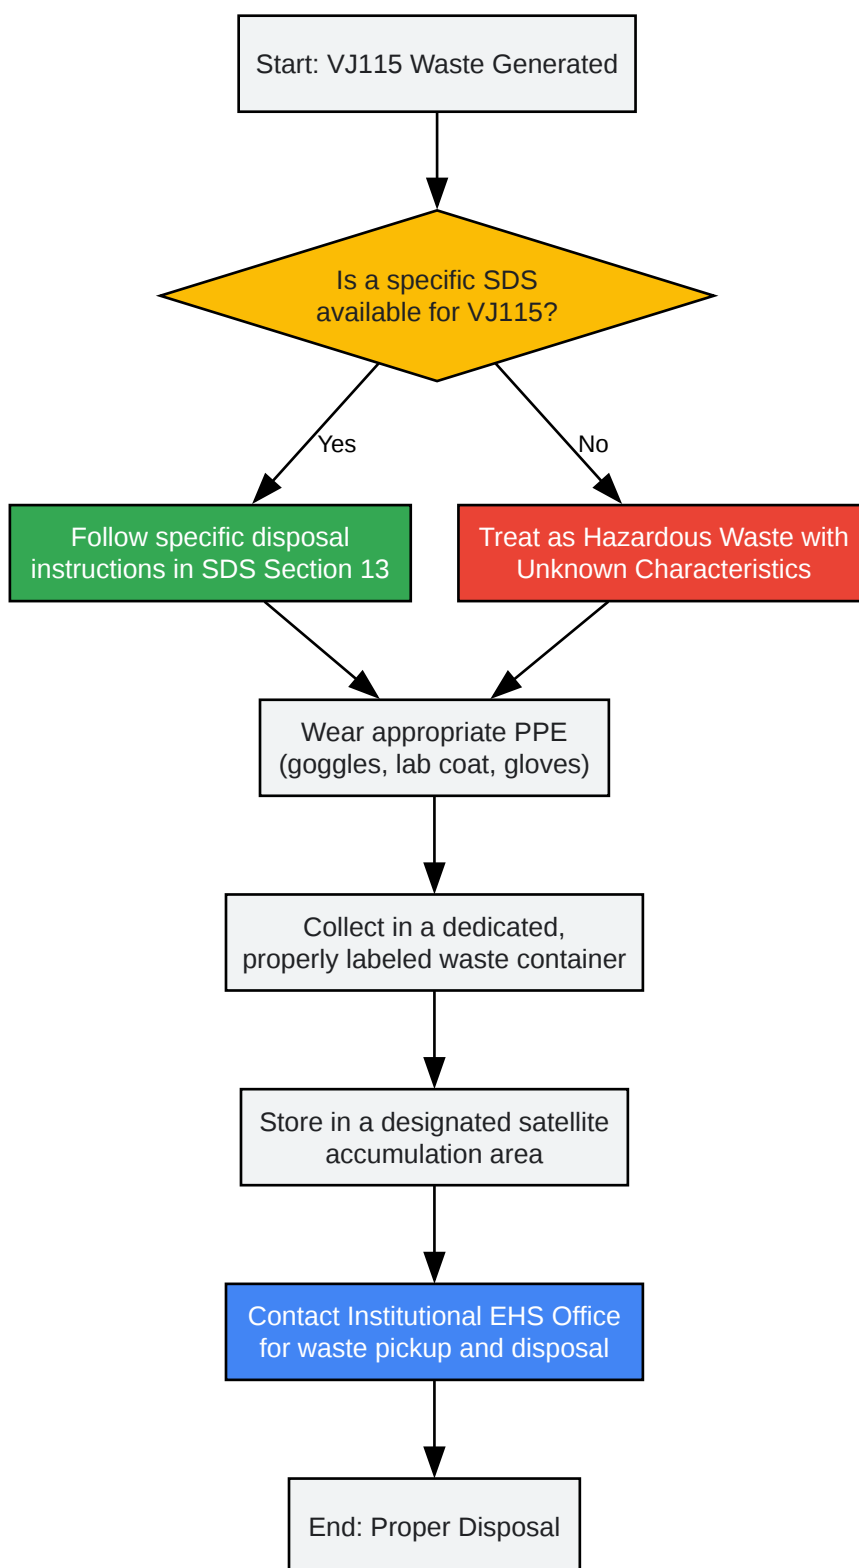 Start: VJ115 Waste Generated
Is a specific SDS
available for VJ115?
Yes
No
Follow specific disposal
instructions in SDS Section 13
Treat as Hazardous Waste with
Unknown Characteristics
Wear appropriate PPE
(goggles, lab coat, gloves)
Collect in a dedicated,
properly labeled waste container
Store in a designated satellite
accumulation area
Contact Institutional EHS Office
for waste pickup and disposal
End: Proper Disposal